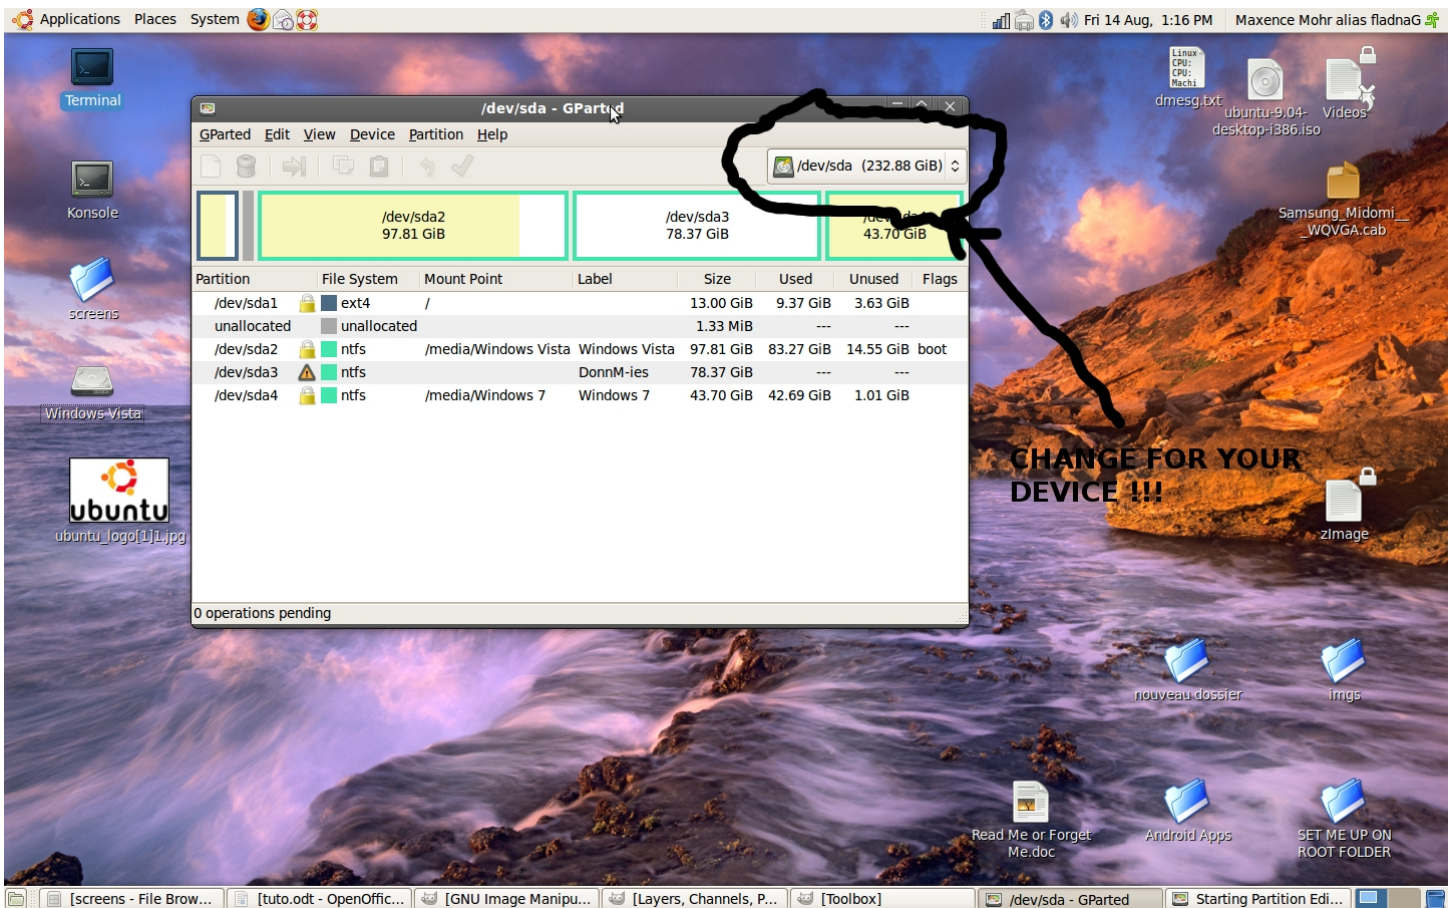 Applications Places System Fri 14 Aug, 1:16 PM Maxence Mohr alias fladnaG
Terminal
Konsole
screens
Windows Vista
ubuntu
ubuntu_logo[1]1.jpg
/dev/sda - GParted
GParted Edit View Device Partition Help
/dev/sda (232.88 GiB)
/dev/sda2
97.81 GiB
/dev/sda3
78.37 GiB
43.70 GiB
Partition File System Mount Point Label Size Used Unused Flags
/dev/sda1 ext4 / 13.00 GiB 9.37 GiB 3.63 GiB
unallocated unallocated 1.33 MiB --- ---
/dev/sda2 ntfs /media/Windows Vista Windows Vista 97.81 GiB 83.27 GiB 14.55 GiB boot
/dev/sda3 ntfs DonnM-ies 78.37 GiB --- ---
/dev/sda4 ntfs /media/Windows 7 Windows 7 43.70 GiB 42.69 GiB 1.01 GiB
0 operations pending
CHANGE FOR YOUR
DEVICE !!!
Linux
CPU:
CPU:
Machi
dmesg.txt
ubuntu-9.04-
desktop-i386.iso
Videos
Samsung_Midomi_
_WQVGA.cab
zImage
nouveau dossier
imgs
Read Me or Forget
Me.doc
Android Apps
SET ME UP ON
ROOT FOLDER
[screens - File Brow... [tuto.odt - OpenOffic... [GNU Image Manipu... [Layers, Channels, P... [Toolbox] /dev/sda - GParted Starting Partition Edi...